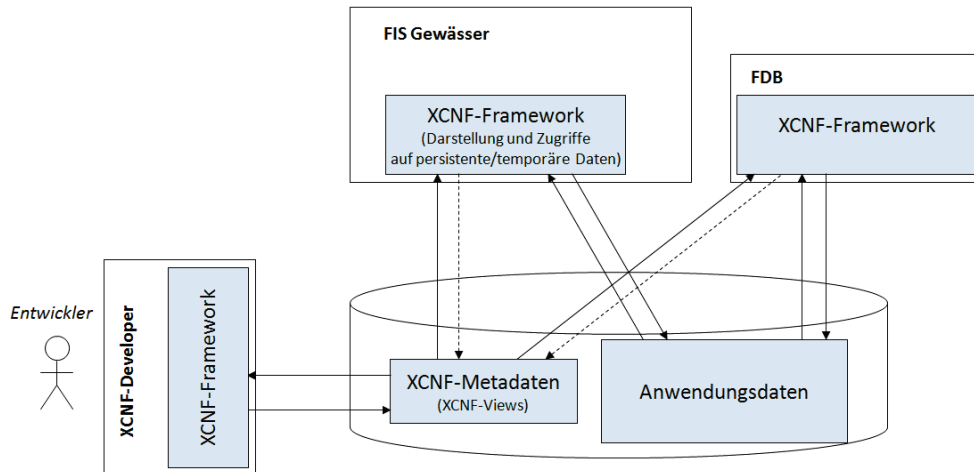 FIS Gewässer
XCNF-Framework
(Darstellung und Zugriffe
auf persistente/temporäre Daten)
FDB
XCNF-Framework
Entwickler
XCNF-Developer
XCNF-Framework
XCNF-Metadaten
(XCNF-Views)
Anwendungsdaten